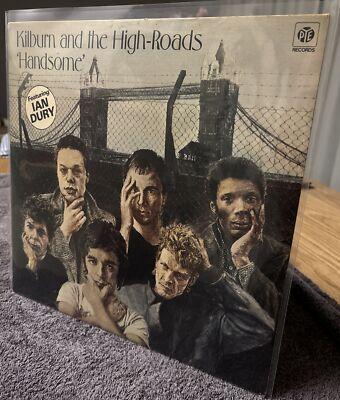 Kilburn and the High-Roads
'Handsome'
PYE
RECORDS
Featuring
IAN
DURY